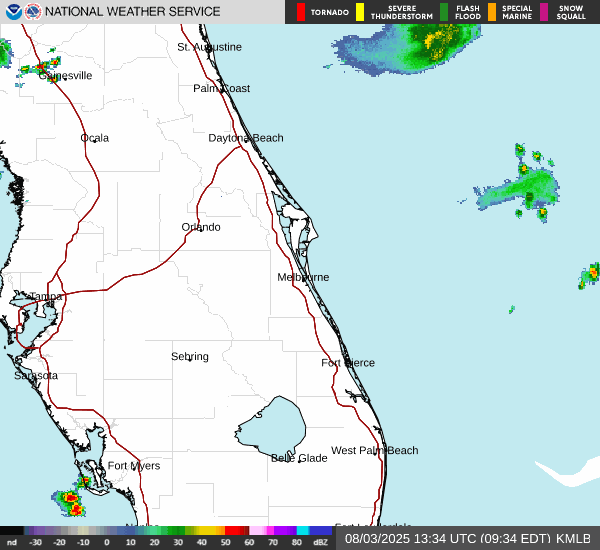 NATIONAL WEATHER SERVICE
TORNADO
SEVERE THUNDERSTORM
FLASH FLOOD
SPECIAL MARINE
SNOW SQUALL
St. Augustine
Gainesville
Palm Coast
Ocala
Daytona Beach
Orlando
Melbourne
Tampa
Sebring
Fort Pierce
Sarasota
West Palm Beach
Belle Glade
Fort Myers
nd -30 -20 -10 0 10 20 30 40 50 60 70 80 dBZ
08/03/2025 13:34 UTC (09:34 EDT) KMLB